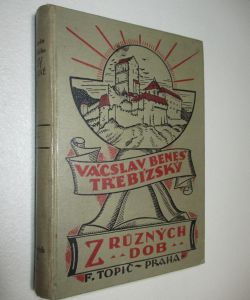 VÁCSLAV BENEŠ
TŘEBÍZSKÝ
Z RŮZNÝCH
DOB
F. TOPIČ - PRAHA